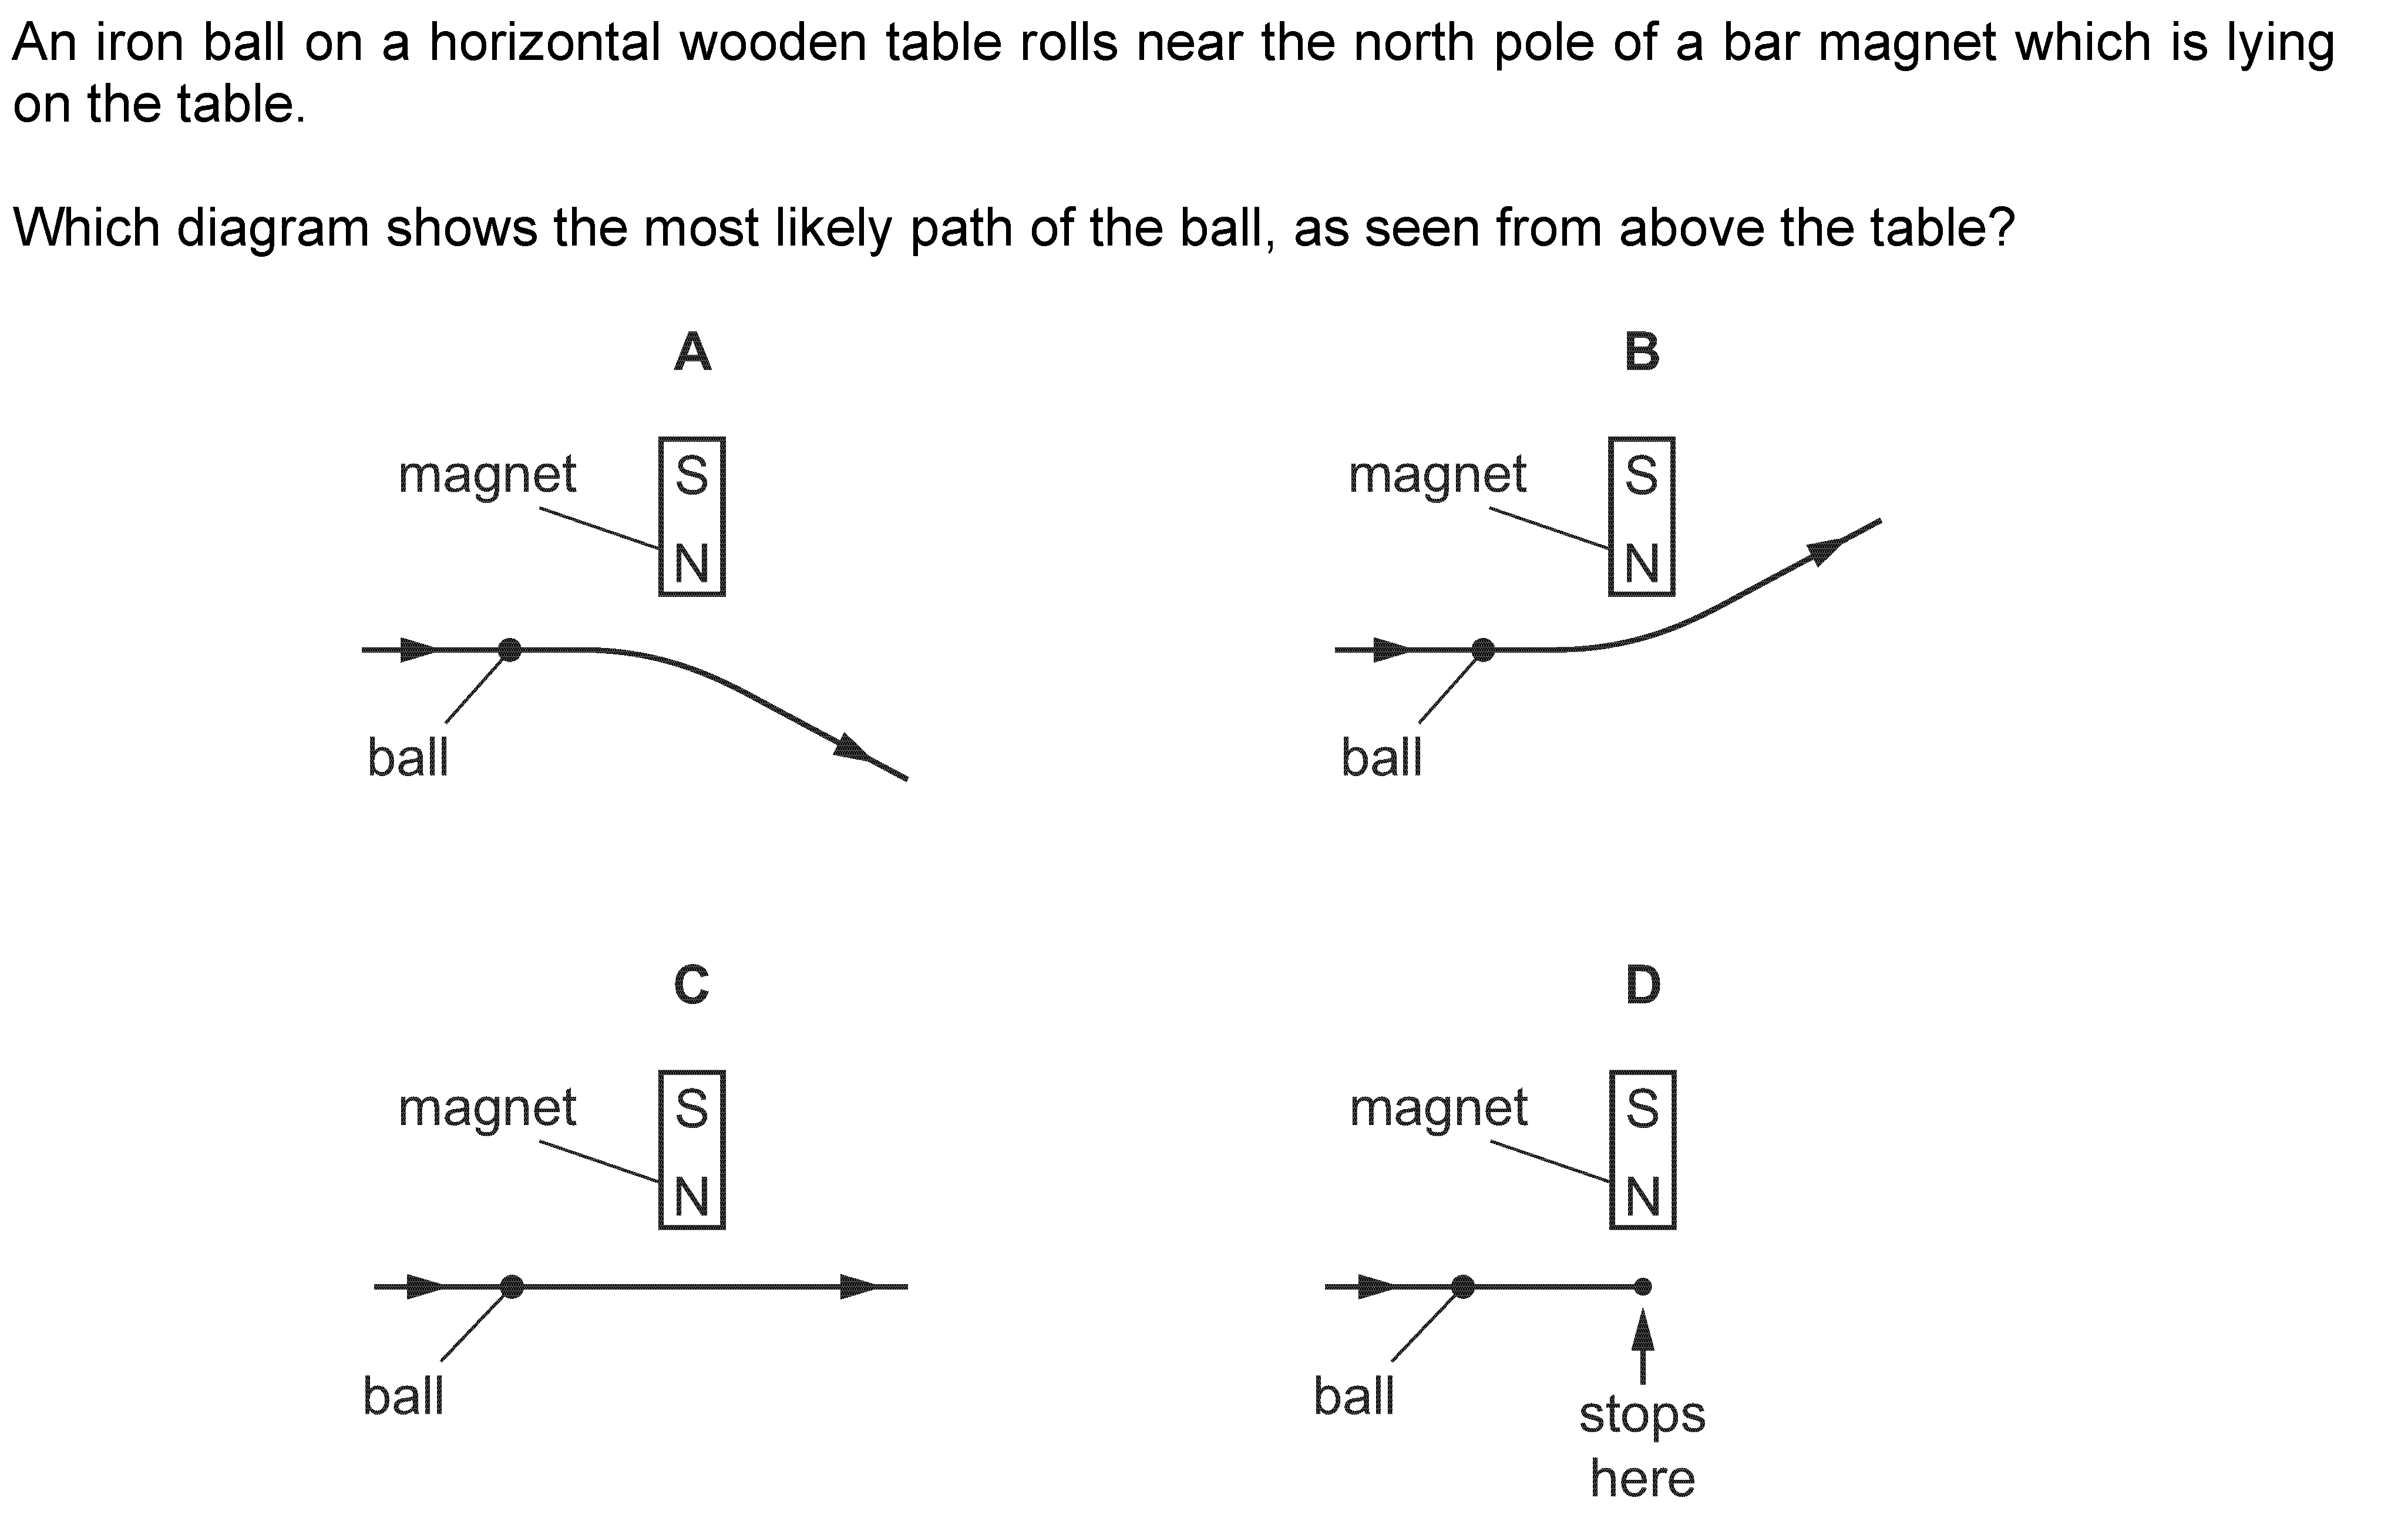 An iron ball on a horizontal wooden table rolls near the north pole of a bar magnet which is lying
on the table.
Which diagram shows the most likely path of the ball, as seen from above the table?
A
magnet
S
N
ball
B
magnet
S
N
ball
C
magnet
S
N
ball
D
magnet
S
N
ball
stops
here